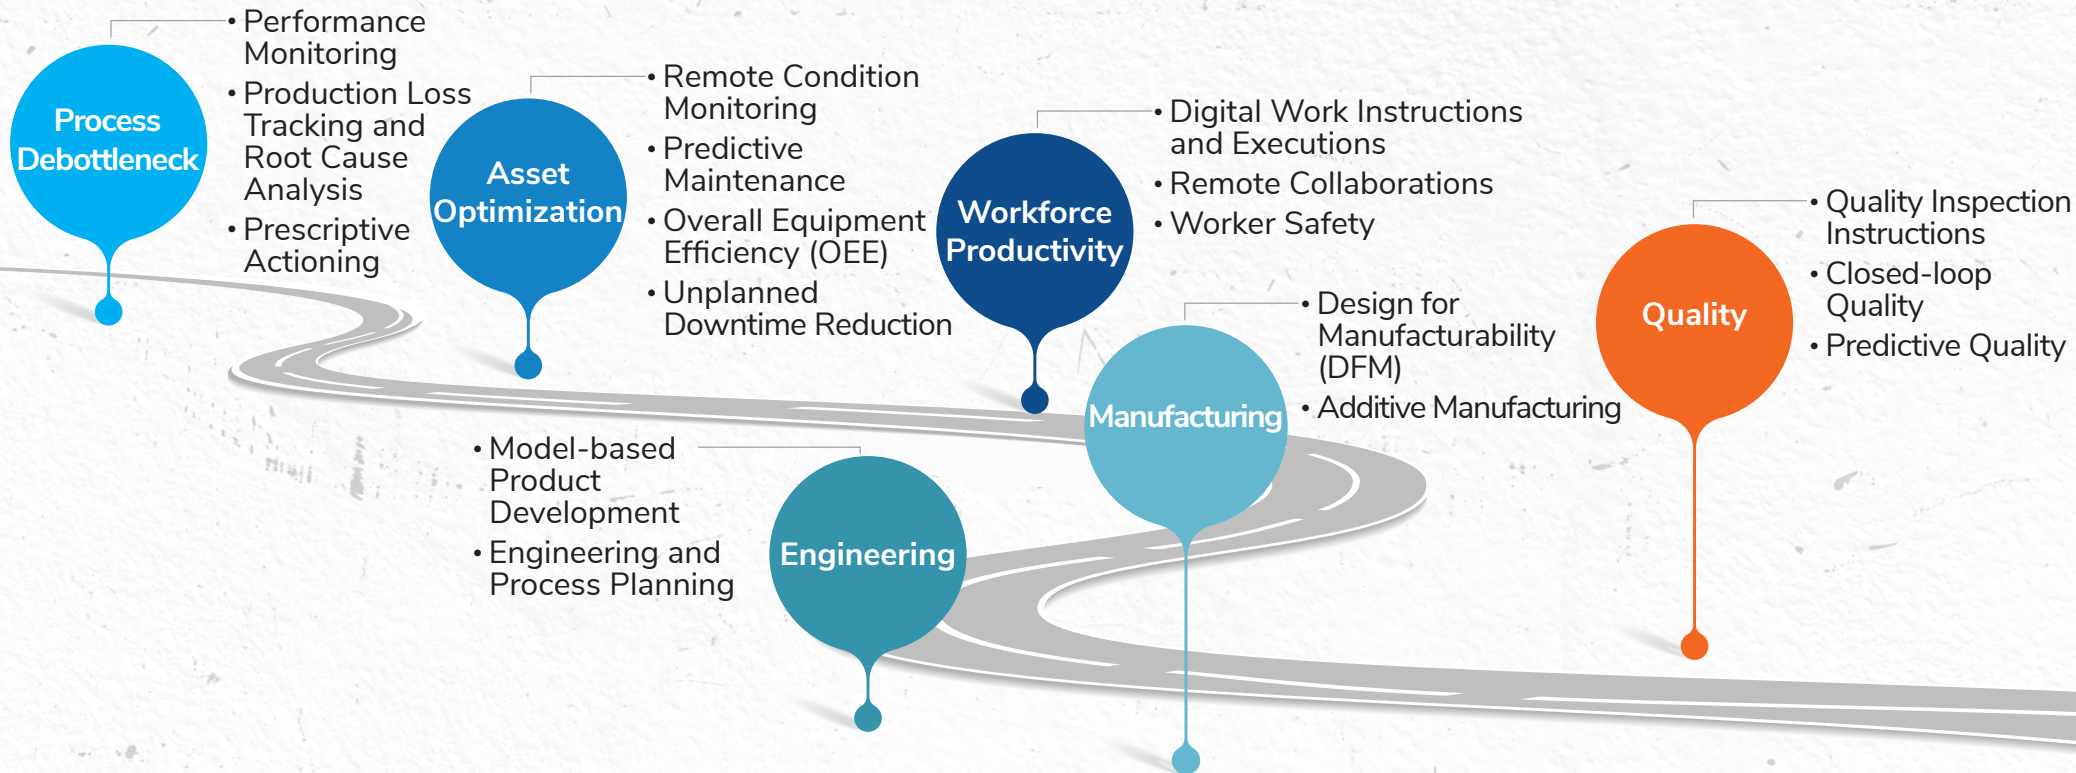 Process
Debottleneck
• Performance
Monitoring
• Production Loss
Tracking and
Root Cause
Analysis
• Prescriptive
Actioning
Asset
Optimization
• Remote Condition
Monitoring
• Predictive
Maintenance
• Overall Equipment
Efficiency (OEE)
• Unplanned
Downtime Reduction
Workforce
Productivity
• Digital Work Instructions
and Executions
• Remote Collaborations
• Worker Safety
Engineering
• Model-based
Product
Development
• Engineering and
Process Planning
Manufacturing
• Design for
Manufacturability
(DFM)
• Additive Manufacturing
Quality
• Quality Inspection
Instructions
• Closed-loop
Quality
• Predictive Quality